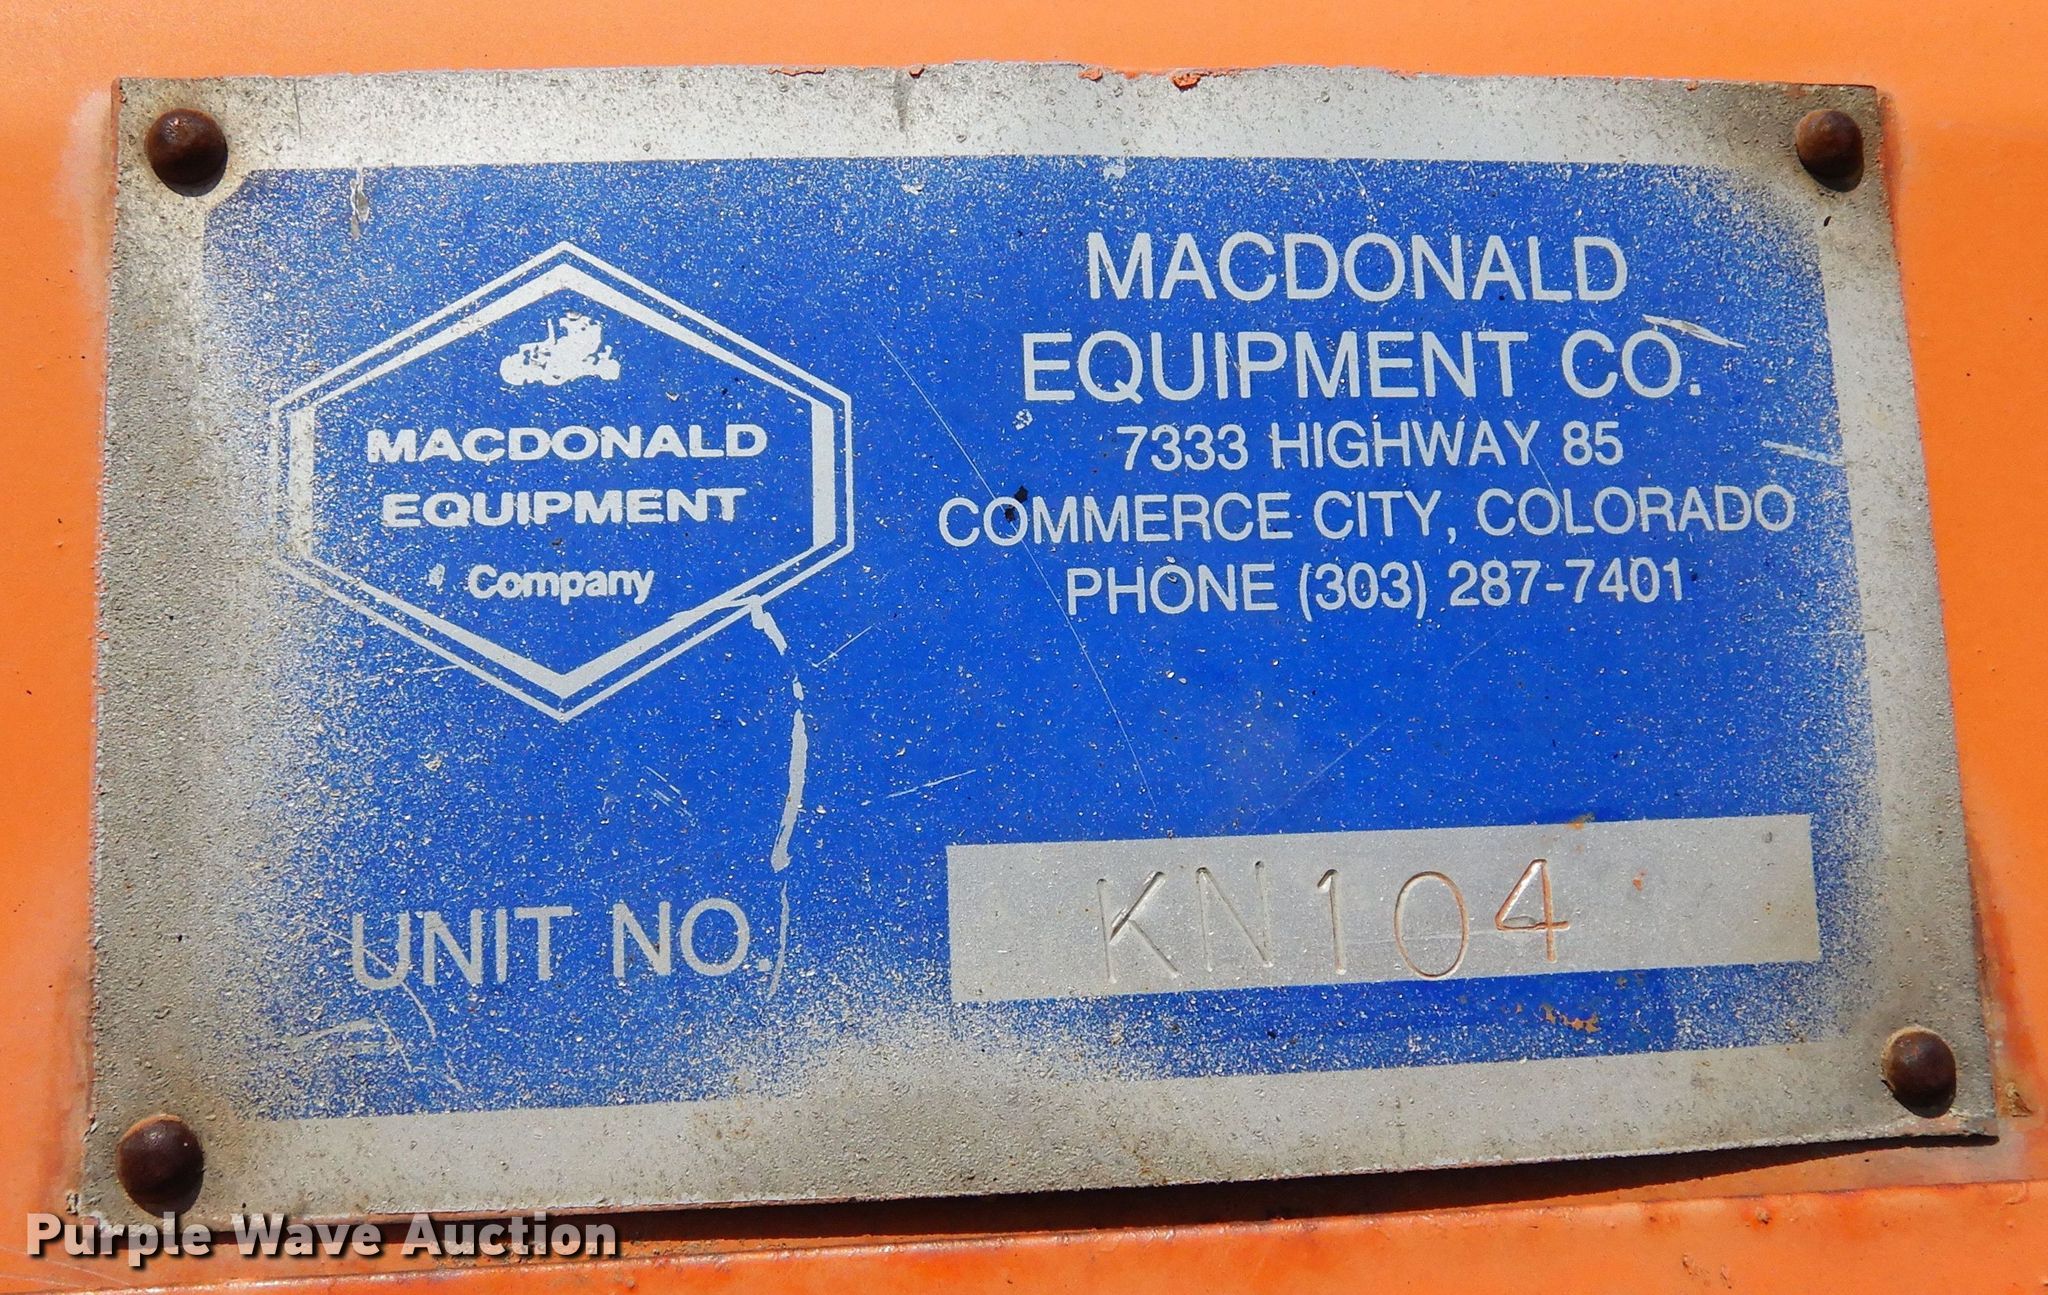 MACDONALD
EQUIPMENT
Company
MACDONALD
EQUIPMENT CO.
7333 HIGHWAY 85
COMMERCE CITY, COLORADO
PHONE (303) 287-7401
UNIT NO. KN104
Purple Wave Auction